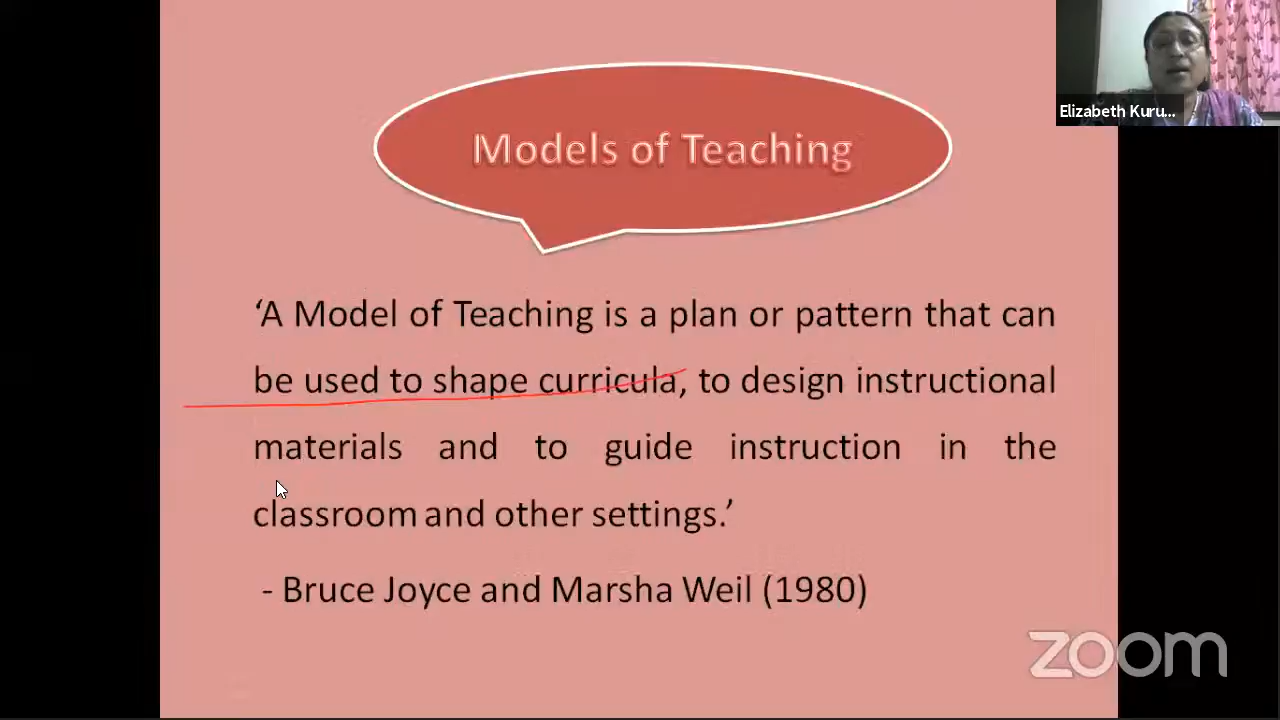 Models of Teaching
Elizabeth Kuru...
‘A Model of Teaching is a plan or pattern that can
be used to shape curricula, to design instructional
materials and to guide instruction in the
classroom and other settings.’
- Bruce Joyce and Marsha Weil (1980)
zoom